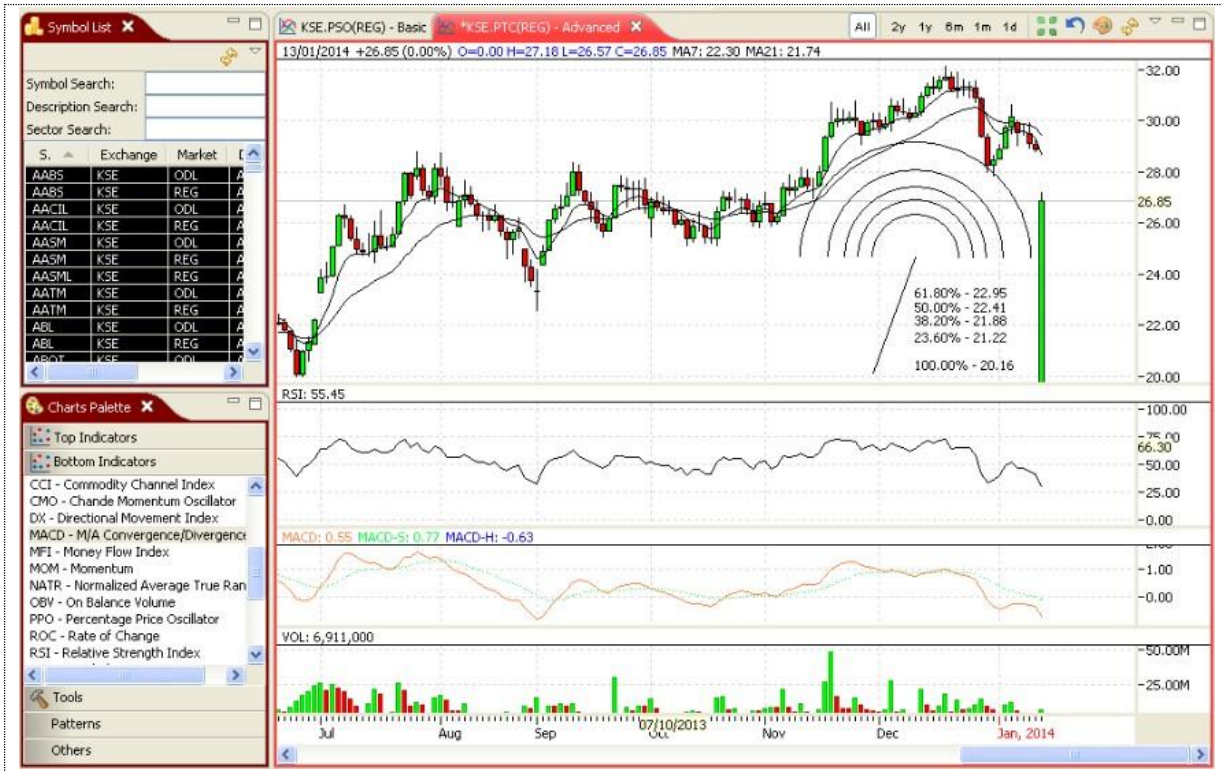 Symbol List
Symbol Search:
Description Search:
Sector Search:
S. Exchange Market
AABS KSE ODL A
AABS KSE REG A
AACIL KSE ODL A
AACIL KSE REG A
AASM KSE ODL A
AASM KSE REG A
AASML KSE REG A
AATM KSE ODL A
AATM KSE REG A
ABL KSE ODL A
ABL KSE REG A
ABOT KSE ODL A
Charts Palette
Top Indicators
Bottom Indicators
CCI - Commodity Channel Index
CMO - Chande Momentum Oscillator
DX - Directional Movement Index
MACD - M/A Convergence/Divergence
MFI - Money Flow Index
MOM - Momentum
NATR - Normalized Average True Ran
OBV - On Balance Volume
PPO - Percentage Price Oscillator
ROC - Rate of Change
RSI - Relative Strength Index
Tools
Patterns
Others
KSE.PSO(REG) - Basic
*KSE.PTC(REG) - Advanced
All 2y 1y 6m 1m 1d
13/01/2014 +26.85 (0.00%) O=0.00 H=27.18 L=26.57 C=26.85 MA7: 22.30 MA21: 21.74
32.00
30.00
28.00
26.85
26.00
24.00
22.00
20.00
61.80% - 22.95
50.00% - 22.41
38.20% - 21.88
23.60% - 21.22
100.00% - 20.16
RSI: 55.45
100.00
75.00
66.30
50.00
25.00
0.00
MACD: 0.55 MACD-S: 0.77 MACD-H: -0.63
2.00
1.00
0.00
VOL: 6,911,000
50.00M
25.00M
Jul Aug Sep 07/10/2013 Nov Dec Jan, 2014